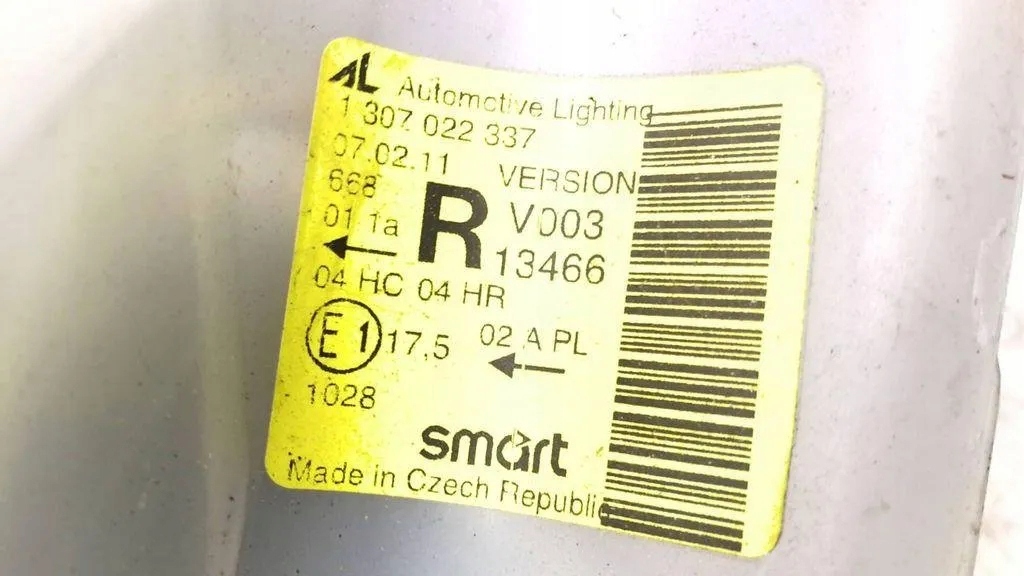 AL Automotive Lighting
1 307 022 337
07.02.11
VERSION
668
R
V003
01 1a
13466
04 HC 04 HR
E1 17,5
02 A PL
1028
smart
Made in Czech Republic